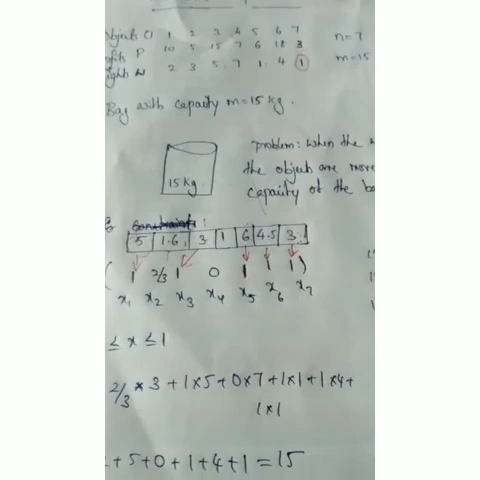 Objects O 1 2 3 4 5 6 7 n=7
Profits P 10 5 15 7 6 18 3
W 2 3 5 7 1 4 1 m=15
Bag with capacity m=15 kg.
problem: when the
the objects are more
capacity of the
15 kg
constraint :
5 1.6 3 1 6 4.5 3
( 1 2/3 1 0 1 1 1 )
x1 x2 x3 x4 x5 x6 x7
≤ x ≤ 1
2/3 * 3 + 1×5 + 0×7 + 1×1 + 1×4 +
1×1
+ 5 + 0 + 1 + 4 + 1 = 15